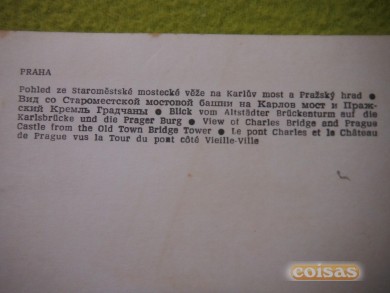 PRAHA
Pohled ze Staroměstské mostecké věže na Karlův most a Pražský hrad ●
Вид со Староместской мостовой башни на Карлов мост и Праж-
ский Кремль Градчаны ● Blick vom Altstädter Brückenturm auf die
Karlsbrücke und die Prager Burg ● View of Charles Bridge and Prague
Castle from the Old Town Bridge Tower ● Le pont Charles et le Château
de Prague vus la Tour du pont côté Vieille-Ville
coisas